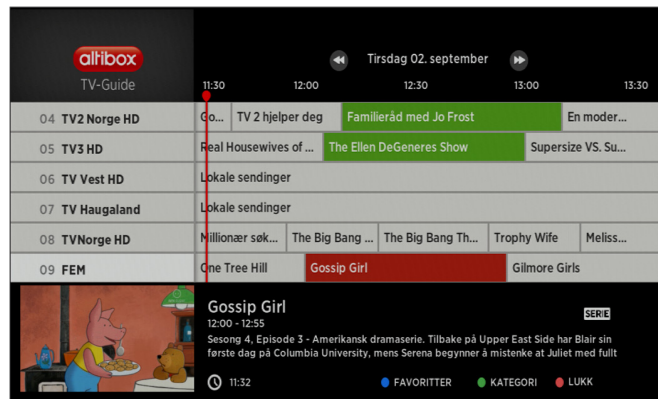 altibox
TV-Guide
Tirsdag 02. september
11:30 12:00 12:30 13:00 13:30
04 TV2 Norge HD Go... TV 2 hjelper deg Familieråd med Jo Frost En moder...
05 TV3 HD Real Housewives of ... The Ellen DeGeneres Show Supersize VS. Su...
06 TV Vest HD Lokale sendinger
07 TV Haugaland Lokale sendinger
08 TVNorge HD Millionær søk... The Big Bang ... The Big Bang Th... Trophy Wife Meliss...
09 FEM One Tree Hill Gossip Girl Gilmore Girls
Gossip Girl
SERIE
12:00 - 12:55
Sesong 4, Episode 3 - Amerikansk dramaserie. Tilbake på Upper East Side har Blair sin
første dag på Columbia University, mens Serena begynner å mistenke at Juliet med fullt
11:32 FAVORITTER KATEGORI LUKK